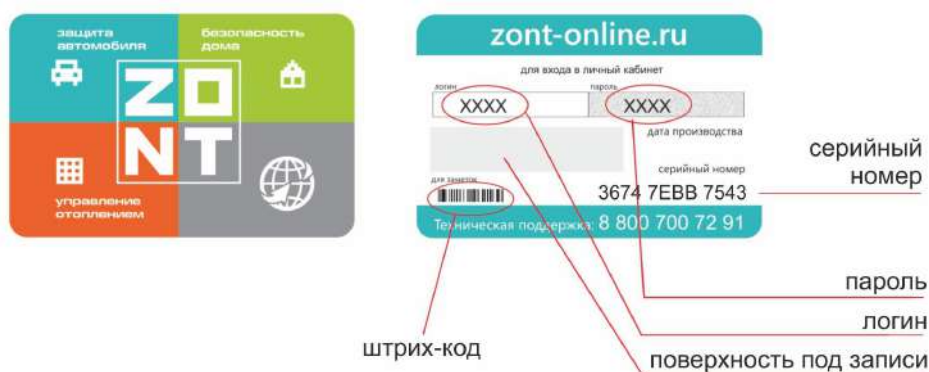 защита
автомобиля
безопасность
дома
ZO
NT
управление
отоплением
zont-online.ru
для входа в личный кабинет
логин
пароль
XXXX
XXXX
дата производства
серийный номер
для заметок
3674 7EBB 7543
Техническая поддержка: 8 800 700 72 91
серийный
номер
пароль
логин
штрих-код
поверхность под записи